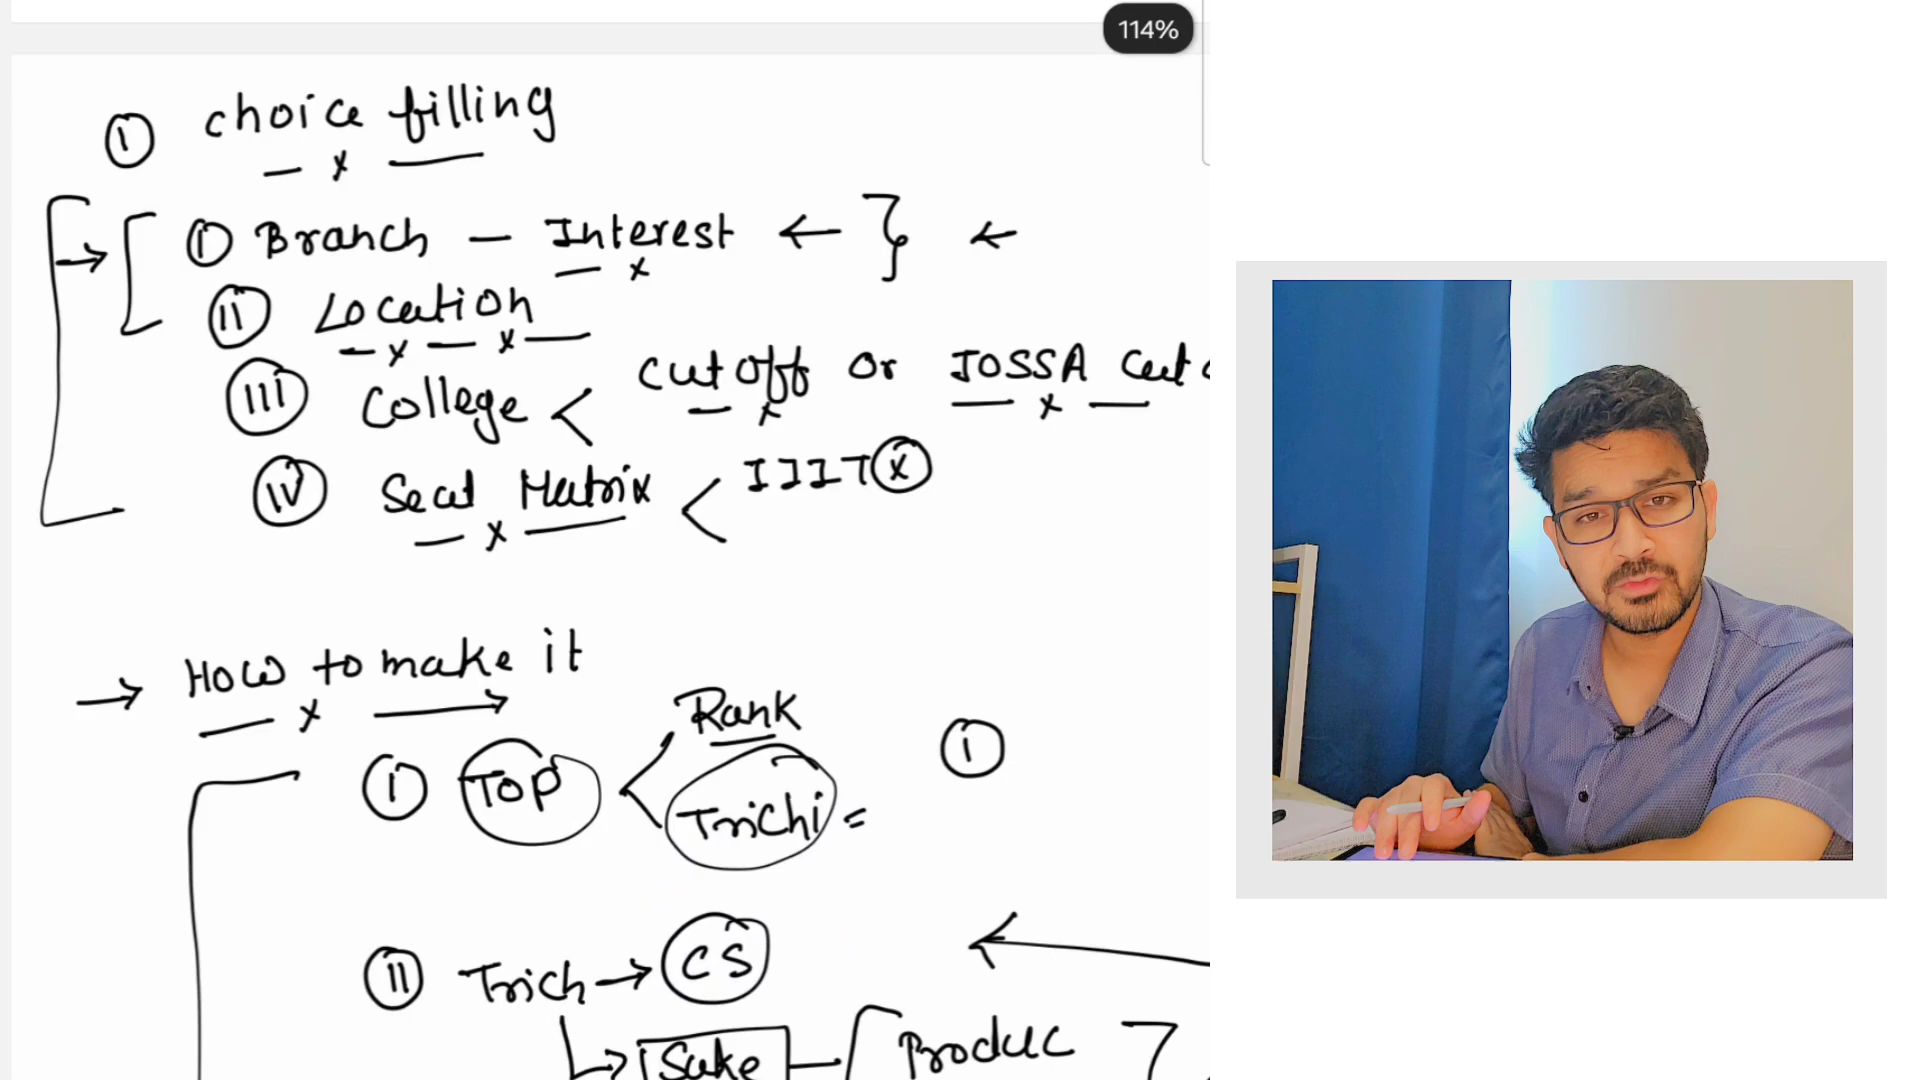 114%
① choice filling
① Branch - Interest ← } ←
Ⅱ Location
Ⅲ College < Cutoff or JOSSA Cut
Ⅳ Seat Matrix < IIIT x
→ How to make it
① TOP < Rank
Trichi = ①
Ⅱ Trich → CS
Produc